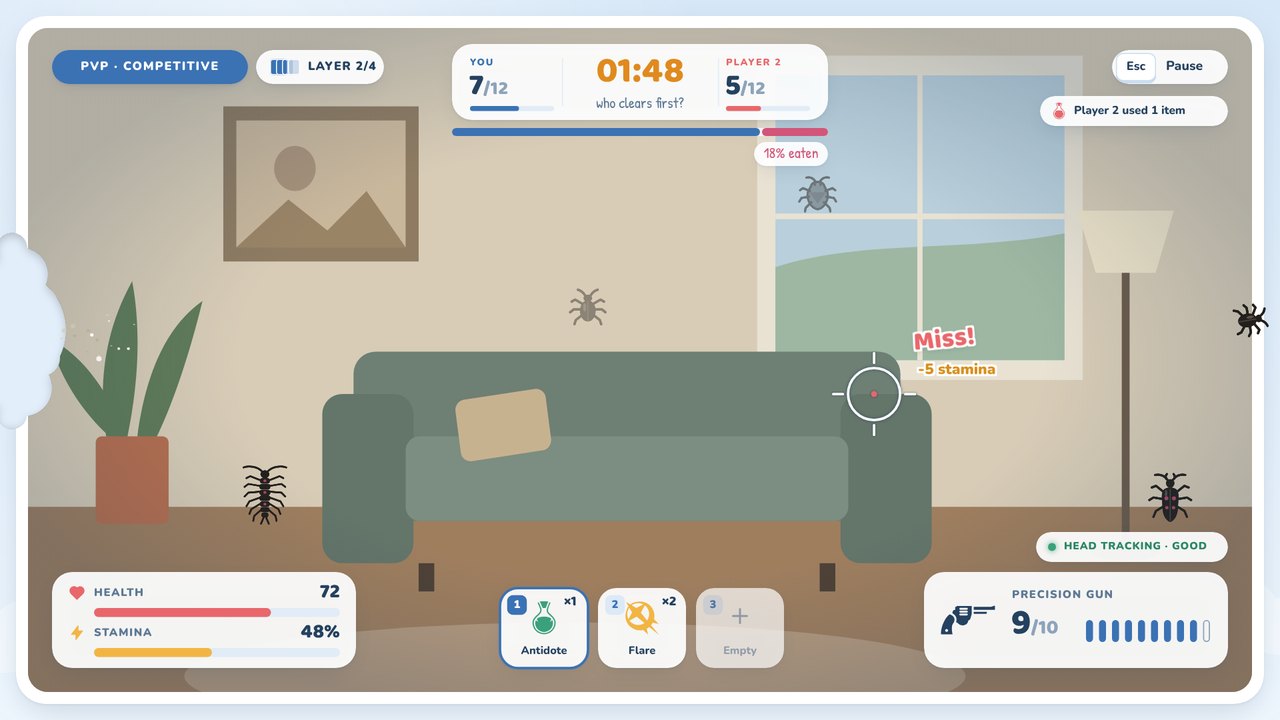 PVP · COMPETITIVE
LAYER 2/4
YOU
7/12
01:48
who clears first?
PLAYER 2
5/12
18% eaten
Esc
Pause
Player 2 used 1 item
Miss!
-5 stamina
HEAD TRACKING · GOOD
HEALTH
72
STAMINA
48%
1
×1
Antidote
2
×2
Flare
3
+
Empty
PRECISION GUN
9/10